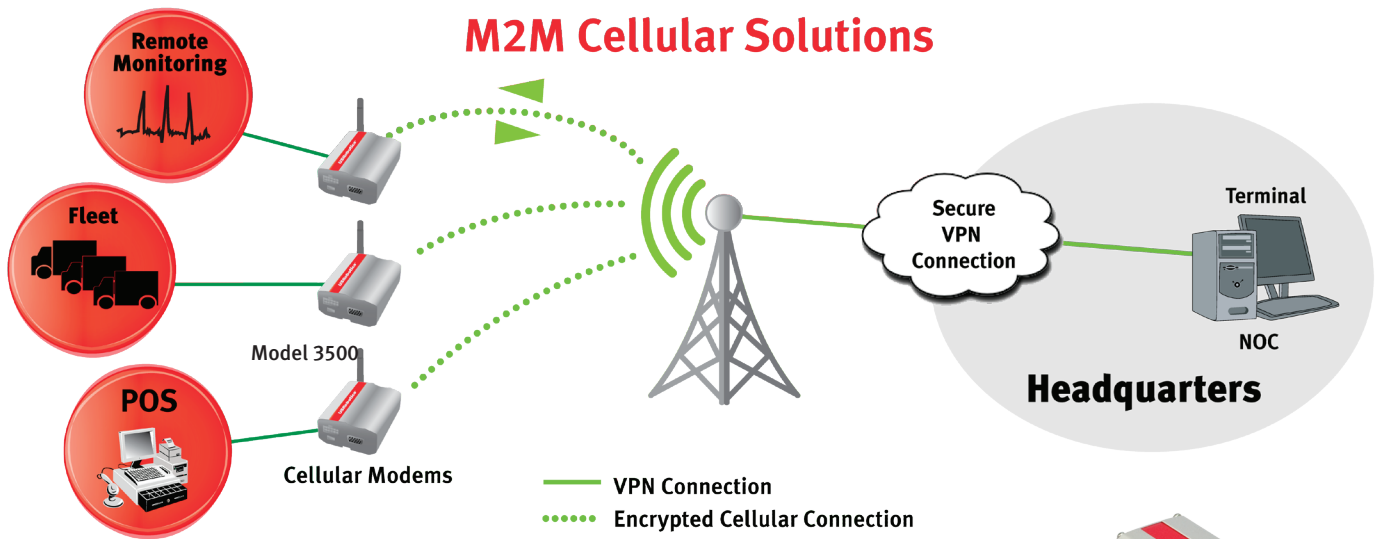 M2M Cellular Solutions
Remote
Monitoring
Fleet
Model 3500
POS
Cellular Modems
Secure
VPN
Connection
Terminal
NOC
Headquarters
VPN Connection
Encrypted Cellular Connection